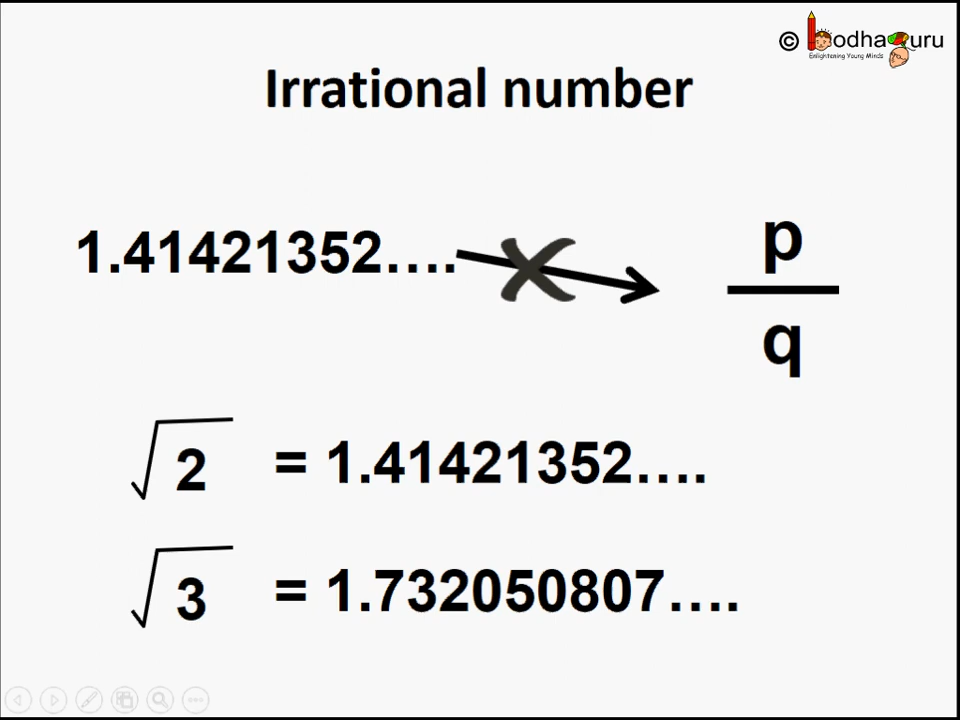 © BodhaGuru
Enlightening Young Minds
Irrational number
1.41421352....
p
q
√2 = 1.41421352....
√3 = 1.732050807....